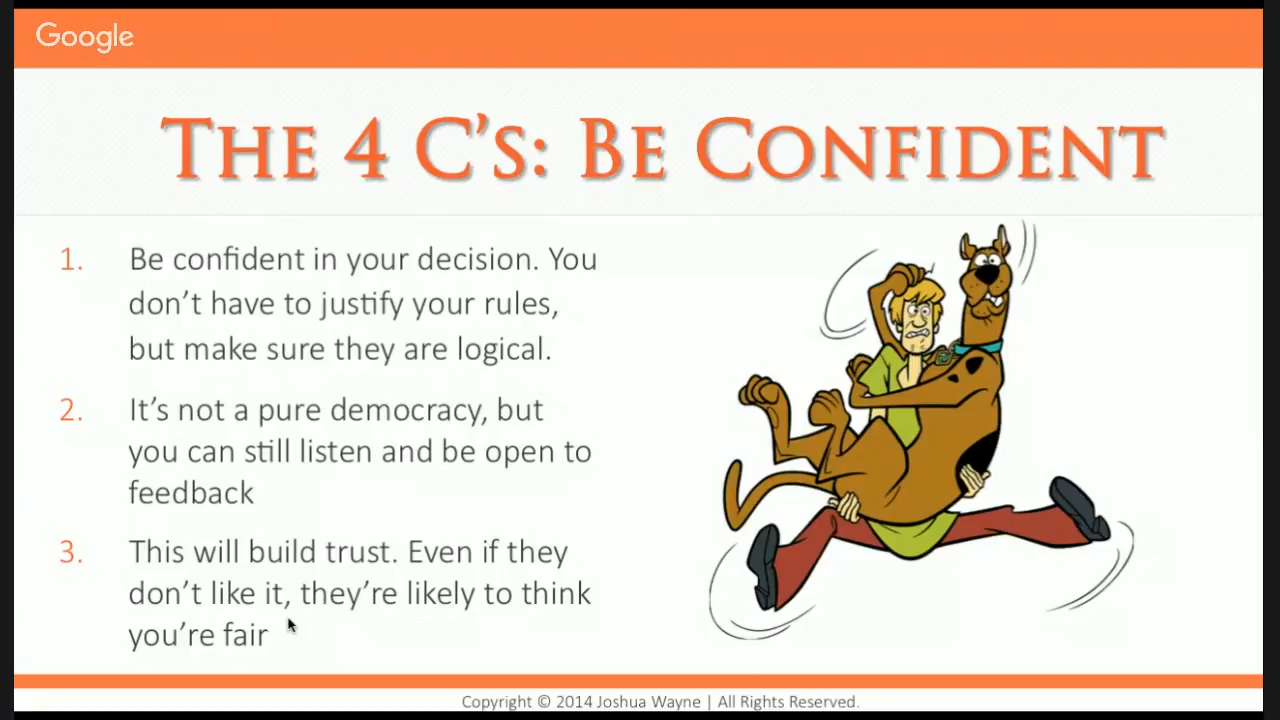 Google
The 4 C's: Be Confident
1. Be confident in your decision. You
don't have to justify your rules,
but make sure they are logical.
2. It's not a pure democracy, but
you can still listen and be open to
feedback
3. This will build trust. Even if they
don't like it, they're likely to think
you're fair
Copyright © 2014 Joshua Wayne | All Rights Reserved.